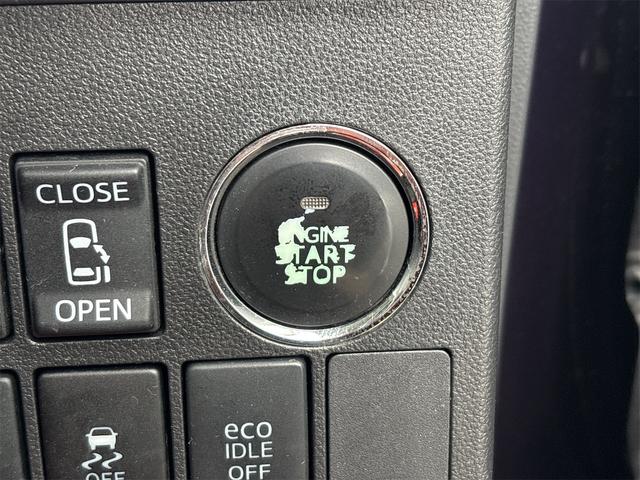 CLOSE
OPEN
ENGINE
START
STOP
OFF
eco
IDLE
OFF